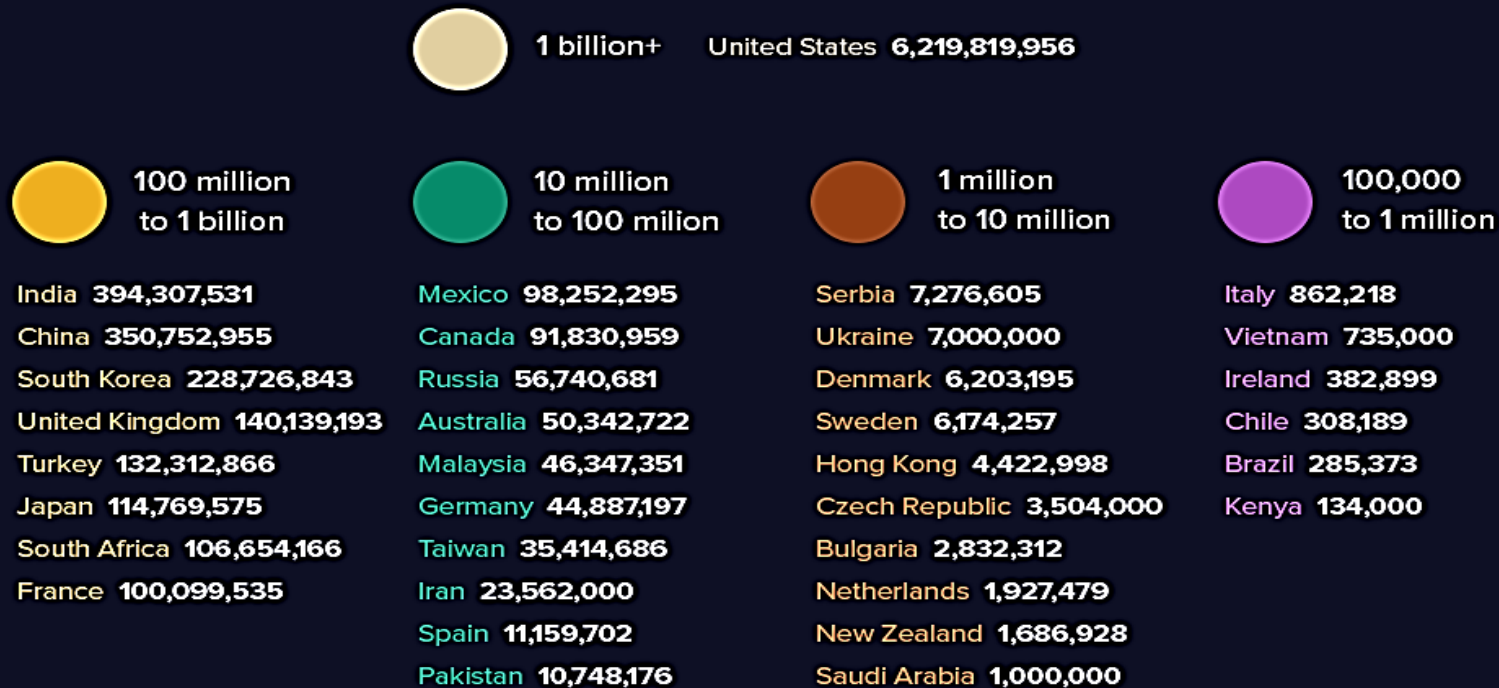 1 billion+ United States 6,219,819,956
100 million
to 1 billion
India 394,307,531
China 350,752,955
South Korea 228,726,843
United Kingdom 140,139,193
Turkey 132,312,866
Japan 114,769,575
South Africa 106,654,166
France 100,099,535
10 million
to 100 milion
Mexico 98,252,295
Canada 91,830,959
Russia 56,740,681
Australia 50,342,722
Malaysia 46,347,351
Germany 44,887,197
Taiwan 35,414,686
Iran 23,562,000
Spain 11,159,702
Pakistan 10,748,176
1 million
to 10 million
Serbia 7,276,605
Ukraine 7,000,000
Denmark 6,203,195
Sweden 6,174,257
Hong Kong 4,422,998
Czech Republic 3,504,000
Bulgaria 2,832,312
Netherlands 1,927,479
New Zealand 1,686,928
Saudi Arabia 1,000,000
100,000
to 1 million
Italy 862,218
Vietnam 735,000
Ireland 382,899
Chile 308,189
Brazil 285,373
Kenya 134,000